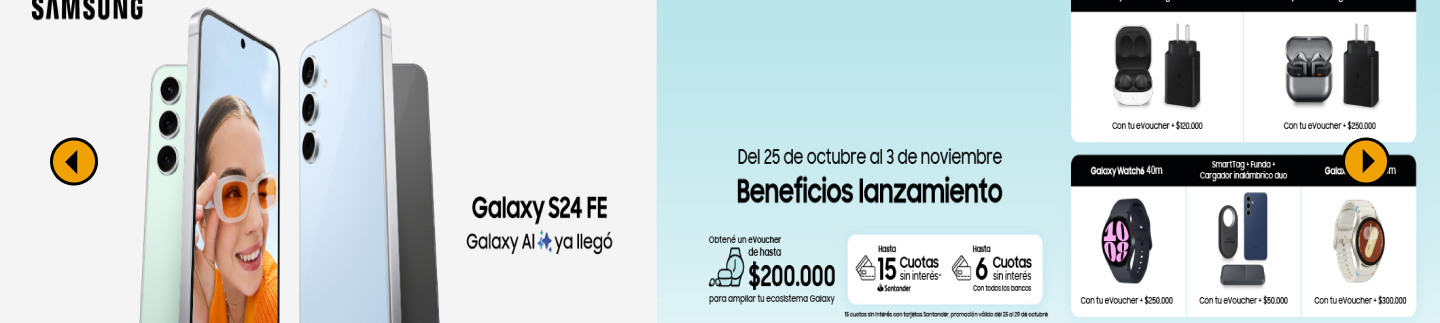 SAMSUNG
Galaxy S24 FE
Galaxy AI ya llegó
Del 25 de octubre al 3 de noviembre
Beneficios lanzamiento
Obtené un eVoucher
de hasta
$200.000
para ampliar tu ecosistema Galaxy
Hasta
15 Cuotas
sin interés*
Santander
Hasta
6 Cuotas
sin interés
Con todos los bancos
15 cuotas sin interés con tarjetas Santander, promoción válida del 25 al 29 de octubre
Con tu eVoucher + $120.000
Con tu eVoucher + $250.000
Galaxy Watch6 40m
SmartTag + Funda +
Cargador inalámbrico duo
Con tu eVoucher + $250.000
Con tu eVoucher + $50.000
Con tu eVoucher + $300.000